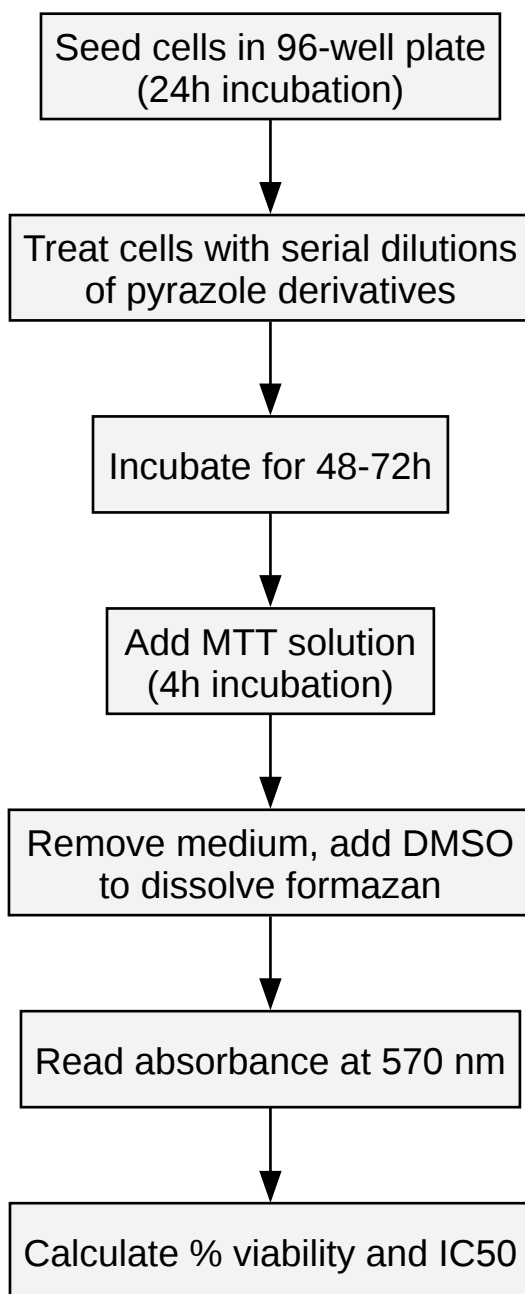 Seed cells in 96-well plate
(24h incubation)
Treat cells with serial dilutions
of pyrazole derivatives
Incubate for 48-72h
Add MTT solution
(4h incubation)
Remove medium, add DMSO
to dissolve formazan
Read absorbance at 570 nm
Calculate % viability and IC50